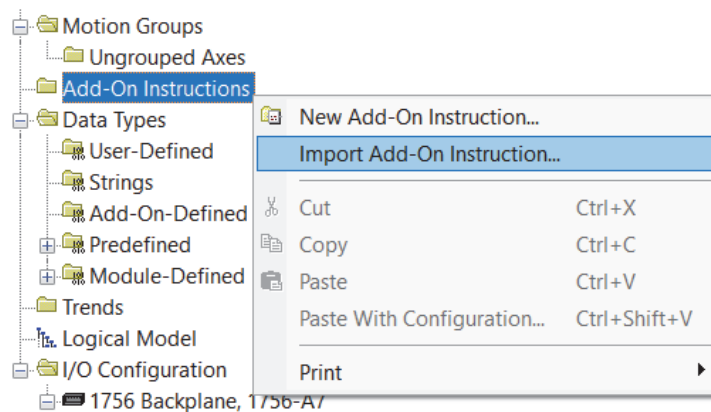 Motion Groups
Ungrouped Axes
Add-On Instructions
Data Types
User-Defined
Strings
Add-On-Defined
Predefined
Module-Defined
Trends
Logical Model
I/O Configuration
1756 Backplane, 1756-A7
New Add-On Instruction...
Import Add-On Instruction...
Cut Ctrl+X
Copy Ctrl+C
Paste Ctrl+V
Paste With Configuration... Ctrl+Shift+V
Print